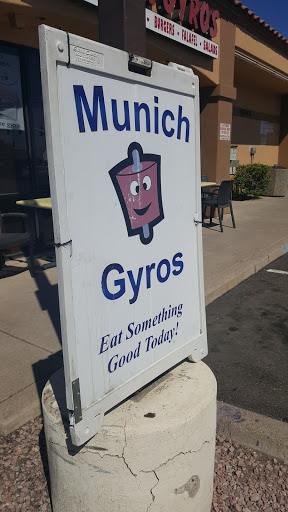 GYROS
BURGERS • FALAFEL • SALADS
Munich
Gyros
Eat Something
Good Today!